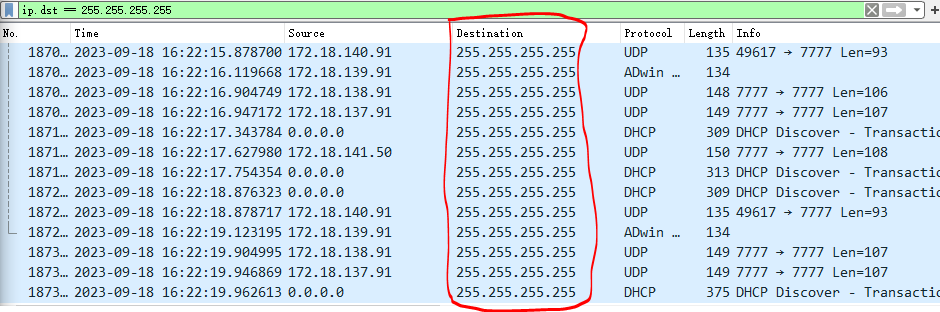 ip.dst == 255.255.255.255
No. Time Source Destination Protocol Length Info
1870… 2023-09-18 16:22:15.878700 172.18.140.91 255.255.255.255 UDP 135 49617 → 7777 Len=93
1870… 2023-09-18 16:22:16.119668 172.18.139.91 255.255.255.255 ADwin … 134
1870… 2023-09-18 16:22:16.904749 172.18.138.91 255.255.255.255 UDP 148 7777 → 7777 Len=106
1870… 2023-09-18 16:22:16.947172 172.18.137.91 255.255.255.255 UDP 149 7777 → 7777 Len=107
1871… 2023-09-18 16:22:17.343784 0.0.0.0 255.255.255.255 DHCP 309 DHCP Discover - Transactio
1871… 2023-09-18 16:22:17.627980 172.18.141.50 255.255.255.255 UDP 150 7777 → 7777 Len=108
1871… 2023-09-18 16:22:17.754354 0.0.0.0 255.255.255.255 DHCP 313 DHCP Discover - Transactio
1872… 2023-09-18 16:22:18.876323 0.0.0.0 255.255.255.255 DHCP 309 DHCP Discover - Transactio
1872… 2023-09-18 16:22:18.878717 172.18.140.91 255.255.255.255 UDP 135 49617 → 7777 Len=93
1872… 2023-09-18 16:22:19.123195 172.18.139.91 255.255.255.255 ADwin … 134
1873… 2023-09-18 16:22:19.904995 172.18.138.91 255.255.255.255 UDP 149 7777 → 7777 Len=107
1873… 2023-09-18 16:22:19.946869 172.18.137.91 255.255.255.255 UDP 149 7777 → 7777 Len=107
1873… 2023-09-18 16:22:19.962613 0.0.0.0 255.255.255.255 DHCP 375 DHCP Discover - Transactio